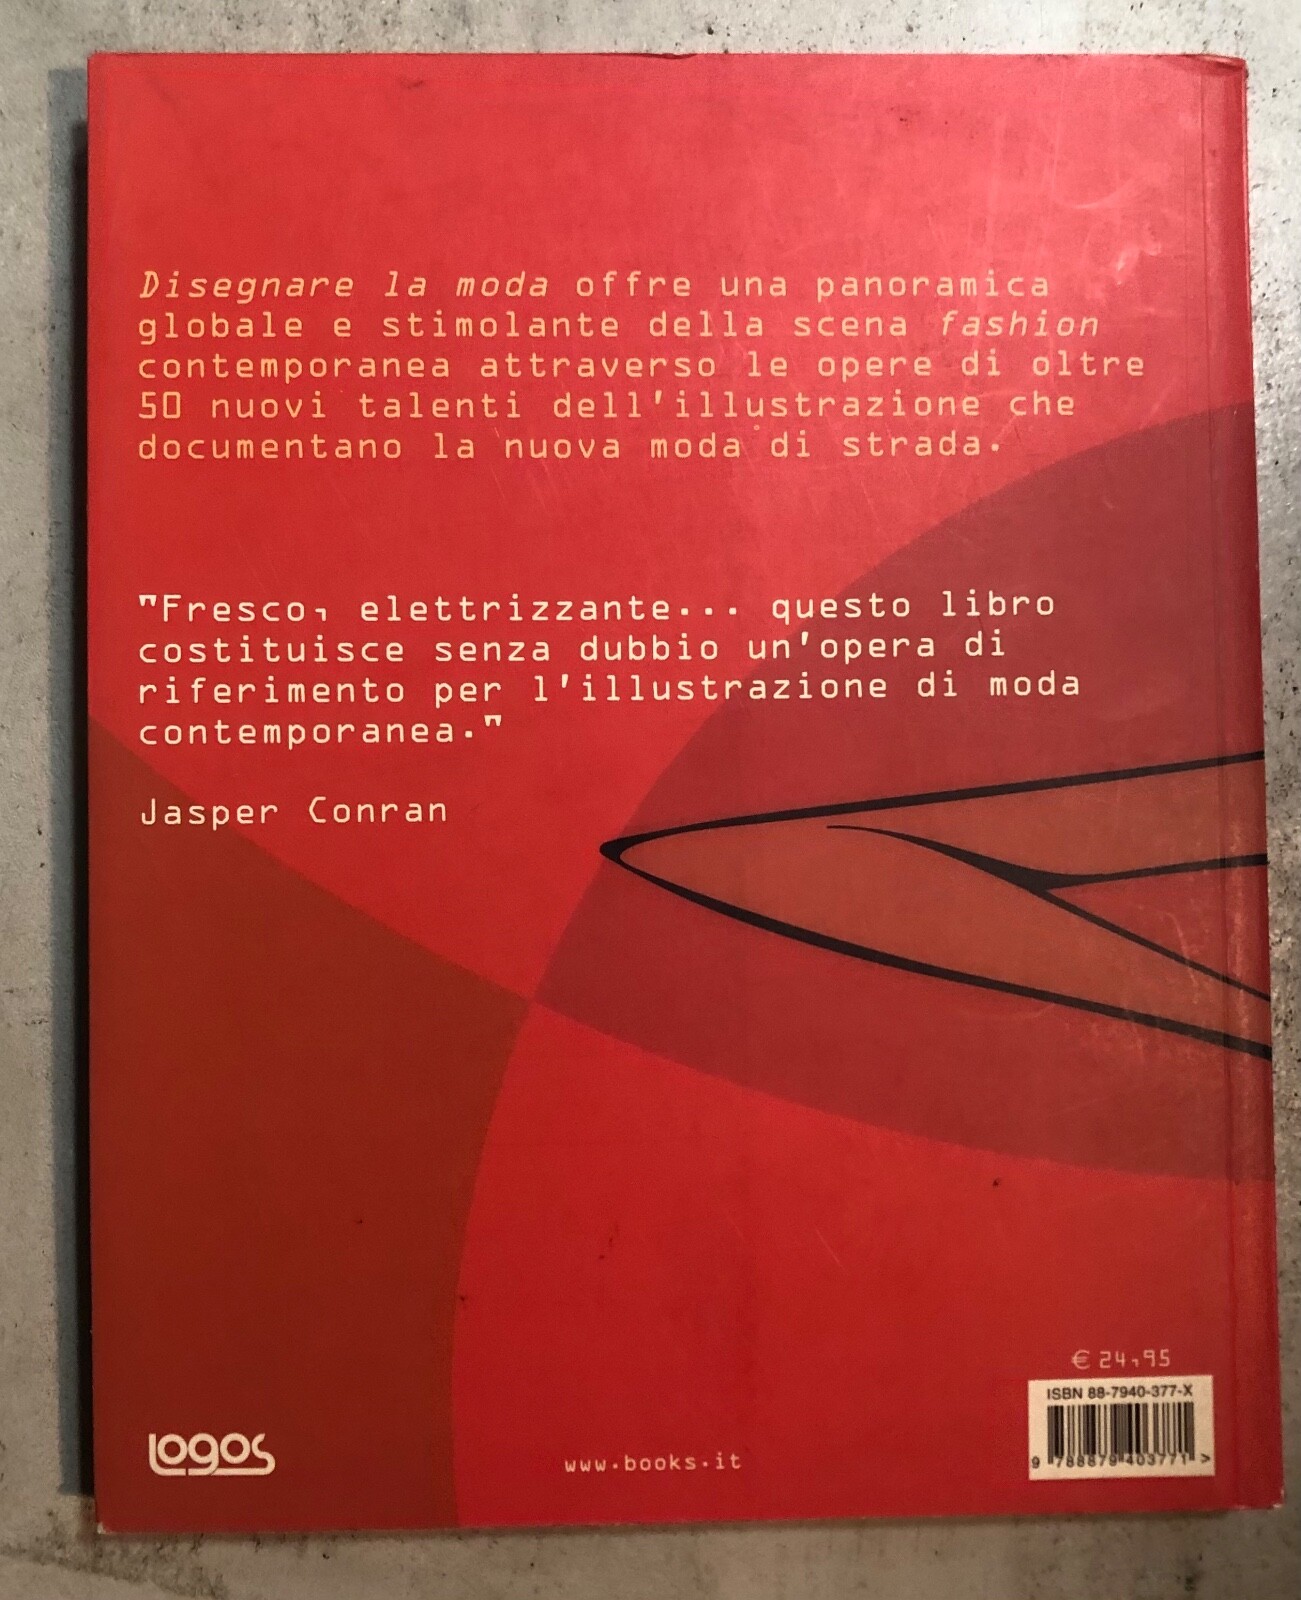 Disegnare la moda offre una panoramica
globale e stimolante della scena fashion
contemporanea attraverso le opere di oltre
50 nuovi talenti dell'illustrazione che
documentano la nuova moda di strada.
"Fresco, elettrizzante... questo libro
costituisce senza dubbio un'opera di
riferimento per l'illustrazione di moda
contemporanea."
Jasper Conran
€ 24,95
ISBN 88-7940-377-X
9 788879 403771 >
logos
www.books.it